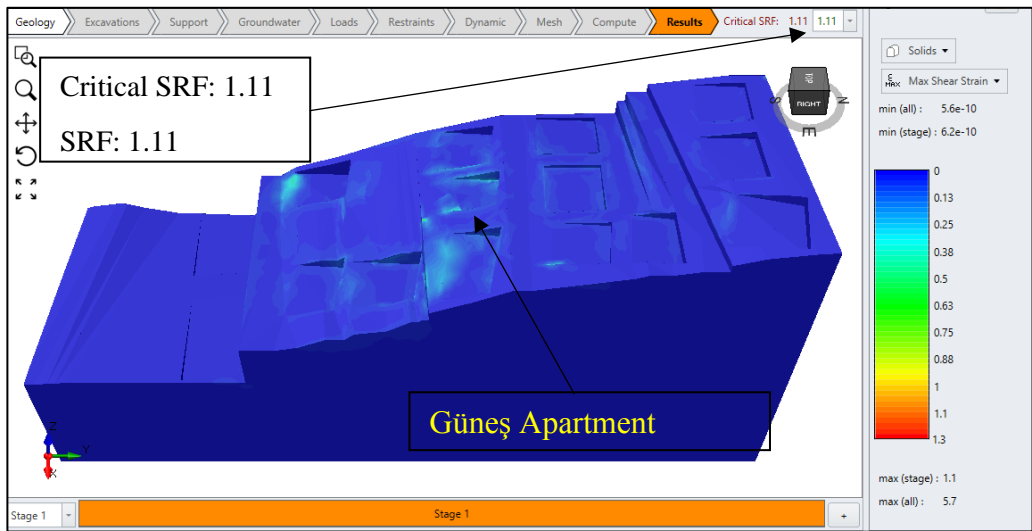 Geology Excavations Support Groundwater Loads Restraints Dynamic Mesh Compute Results Critical SRF: 1.11 1.11
Solids
Critical SRF: 1.11
SRF: 1.11
ε MAX Max Shear Strain
TOP
RIGHT
S
N
E
min (all) : 5.6e-10
min (stage) : 6.2e-10
0
0.13
0.25
0.38
0.5
0.63
0.75
0.88
1
1.1
1.3
Güneş Apartment
Z
Y
X
max (stage) : 1.1
max (all) : 5.7
Stage 1 Stage 1 +